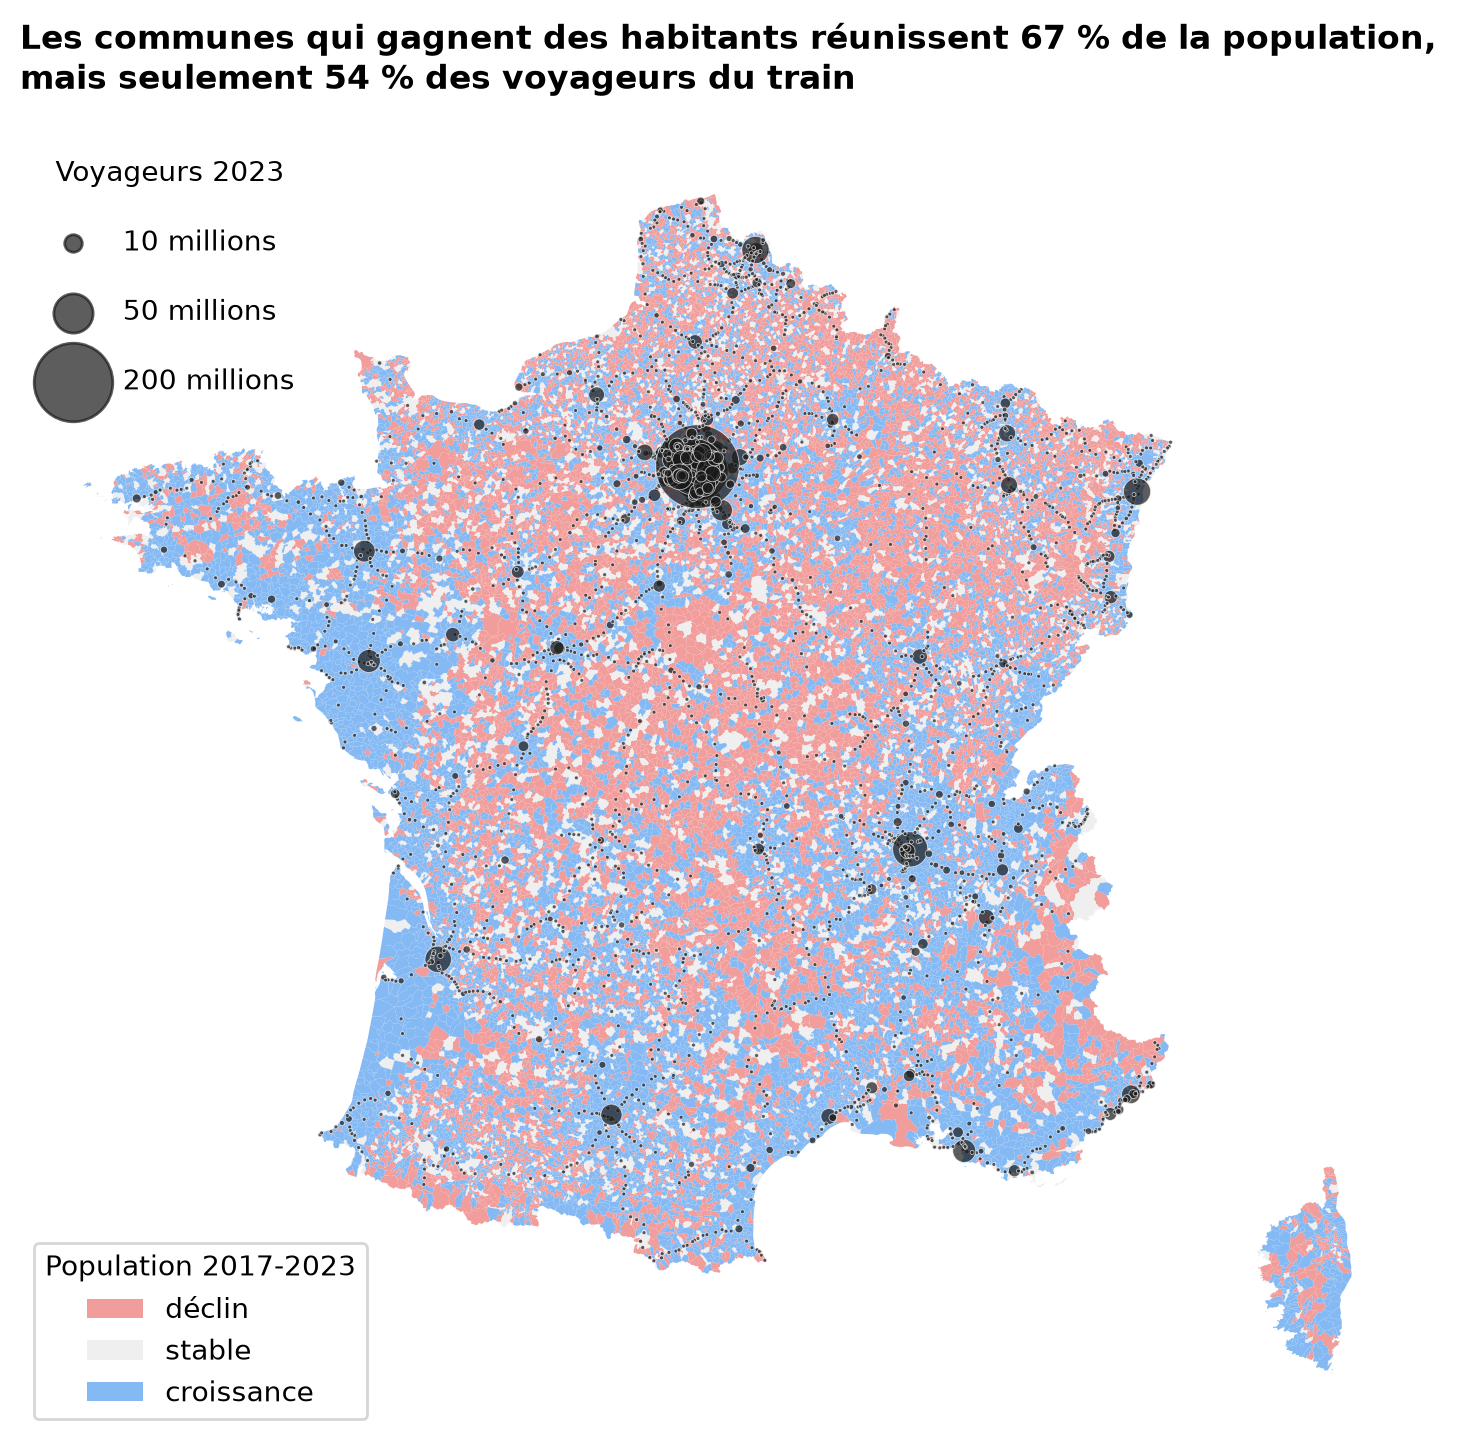 Les communes qui gagnent des habitants réunissent 67 % de la population,
mais seulement 54 % des voyageurs du train
Voyageurs 2023
10 millions
50 millions
200 millions
Population 2017-2023
déclin
stable
croissance